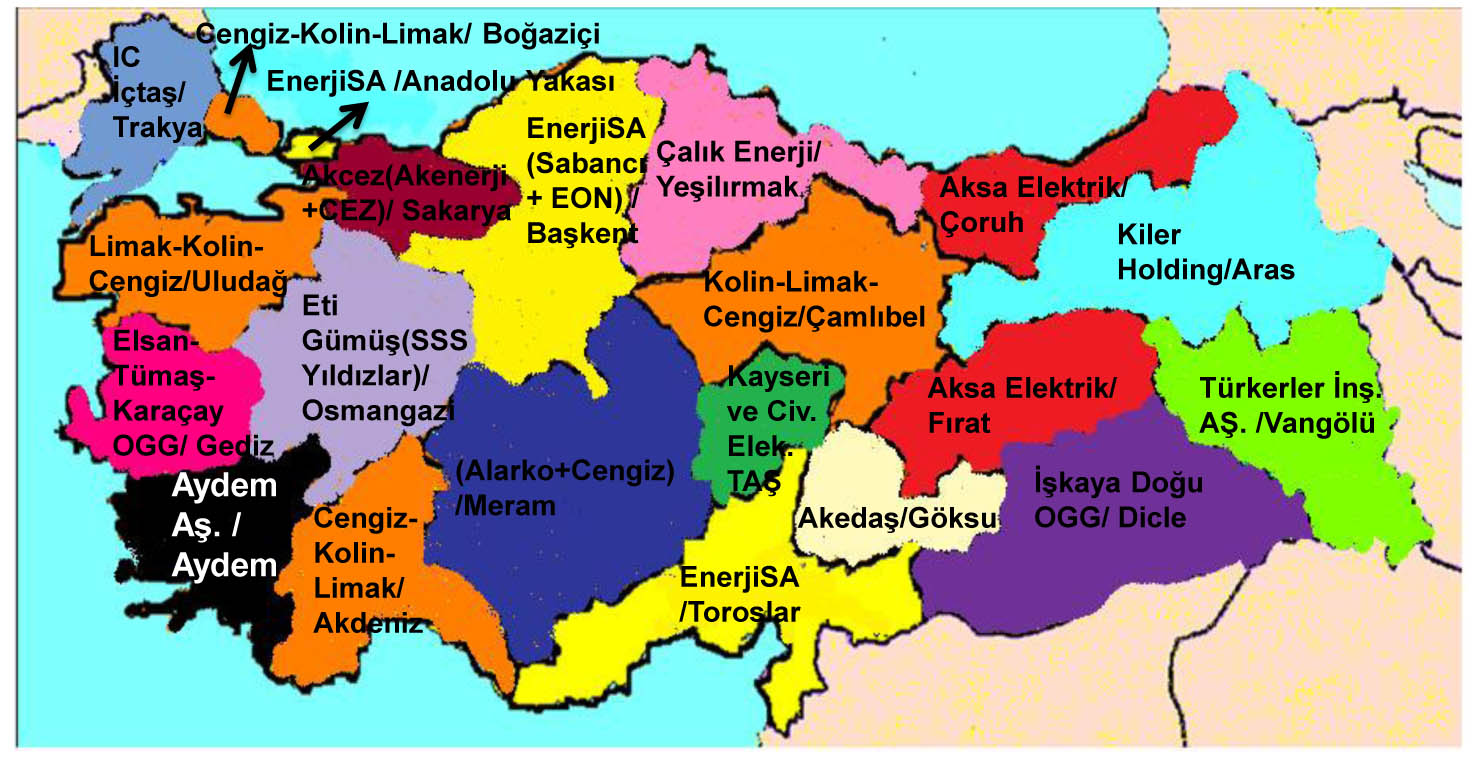 Cengiz-Kolin-Limak/ Boğaziçi
EnerjiSA /Anadolu Yakası
IC
İçtaş/
Trakya
EnerjiSA
(Sabancı
+ EON) /
Başkent
Çalık Enerji/
Yeşilırmak
Akcez(Akenerji
+CEZ)/ Sakarya
Aksa Elektrik/
Çoruh
Kiler
Holding/Aras
Limak-Kolin-
Cengiz/Uludağ
Kolin-Limak-
Cengiz/Çamlıbel
Eti
Gümüş(SSS
Yıldızlar)/
Osmangazi
Elsan-
Tümaş-
Karaçay
OGG/ Gediz
Kayseri
ve Civ.
Elek.
TAŞ
Aksa Elektrik/
Fırat
Türkerler İnş.
AŞ. /Vangölü
Aydem
Aş. /
Aydem
(Alarko+Cengiz)
/Meram
Cengiz-
Kolin-
Limak/
Akdeniz
Akedaş/Göksu
İşkaya Doğu
OGG/ Dicle
EnerjiSA
/Toroslar